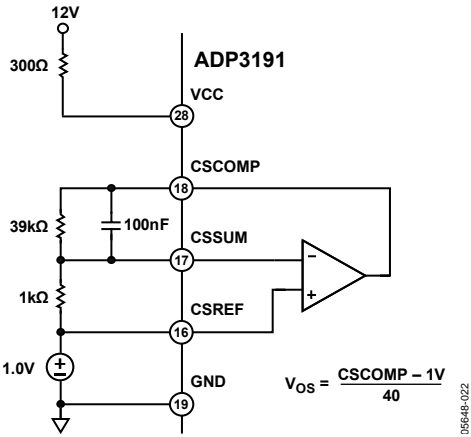 12V
300Ω
ADP3191
VCC
28
CSCOMP
18
39kΩ
100nF
CSSUM
17
1kΩ
CSREF
16
1.0V
GND
19
V_OS = (CSCOMP – 1V) / 40
05648-022